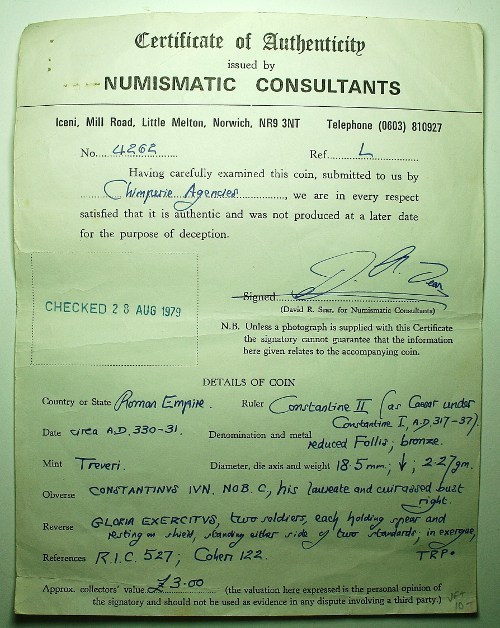 Certificate of Authenticity
issued by
NUMISMATIC CONSULTANTS
Iceni, Mill Road, Little Melton, Norwich, NR9 3NT Telephone (0603) 810927
No. 4262 Ref. L
Having carefully examined this coin, submitted to us by
Agencies, we are in every respect
satisfied that it is authentic and was not produced at a later date
for the purpose of deception.
CHECKED 28 AUG 1979
Signed
(David R. Sear, for Numismatic Consultants)
N.B. Unless a photograph is supplied with this Certificate
the signatory cannot guarantee that the information
here given relates to the accompanying coin.
DETAILS OF COIN
Country or State Roman Empire. Ruler Constantine II (as Caesar under
Constantine I, A.D. 317-37).
Date circa A.D. 330-31. Denomination and metal reduced Follis; bronze.
Mint Treveri. Diameter, die axis and weight 18.5 mm; ↓; 2.27 gm.
Obverse CONSTANTINVS IVN. NOB. C., his laureate and cuirassed bust
right.
Reverse GLORIA EXERCITVS, two soldiers, each holding spear and
resting on shield, standing either side of two standards; in exergue,
TRP•
References R.I.C. 527; Cohen 122.
Approx. collectors' value £3.00 (the valuation here expressed is the personal opinion of
the signatory and should not be used as evidence in any dispute involving a third party.)